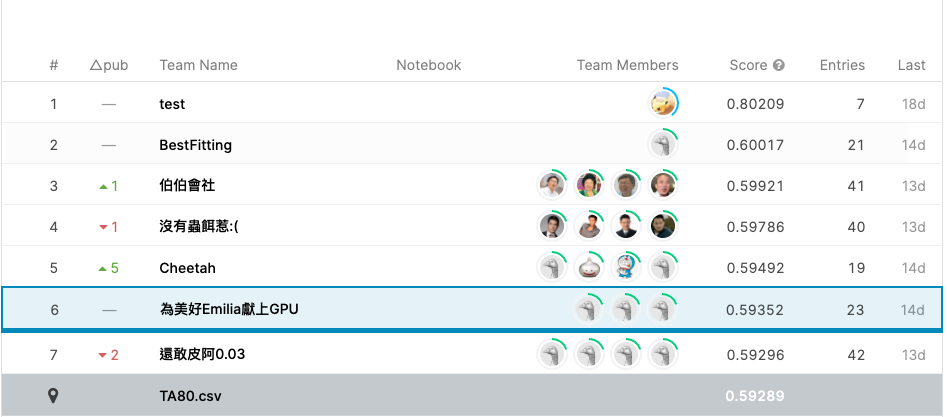 # △pub Team Name Notebook Team Members Score ? Entries Last
1 — test 0.80209 7 18d
2 — BestFitting 0.60017 21 14d
3 ▲1 伯伯會社 0.59921 41 13d
4 ▼1 沒有蟲餌惹:( 0.59786 40 13d
5 ▲5 Cheetah 0.59492 19 14d
6 — 為美好Emilia獻上GPU 0.59352 23 14d
7 ▼2 還敢皮阿0.03 0.59296 42 13d
TA80.csv 0.59289